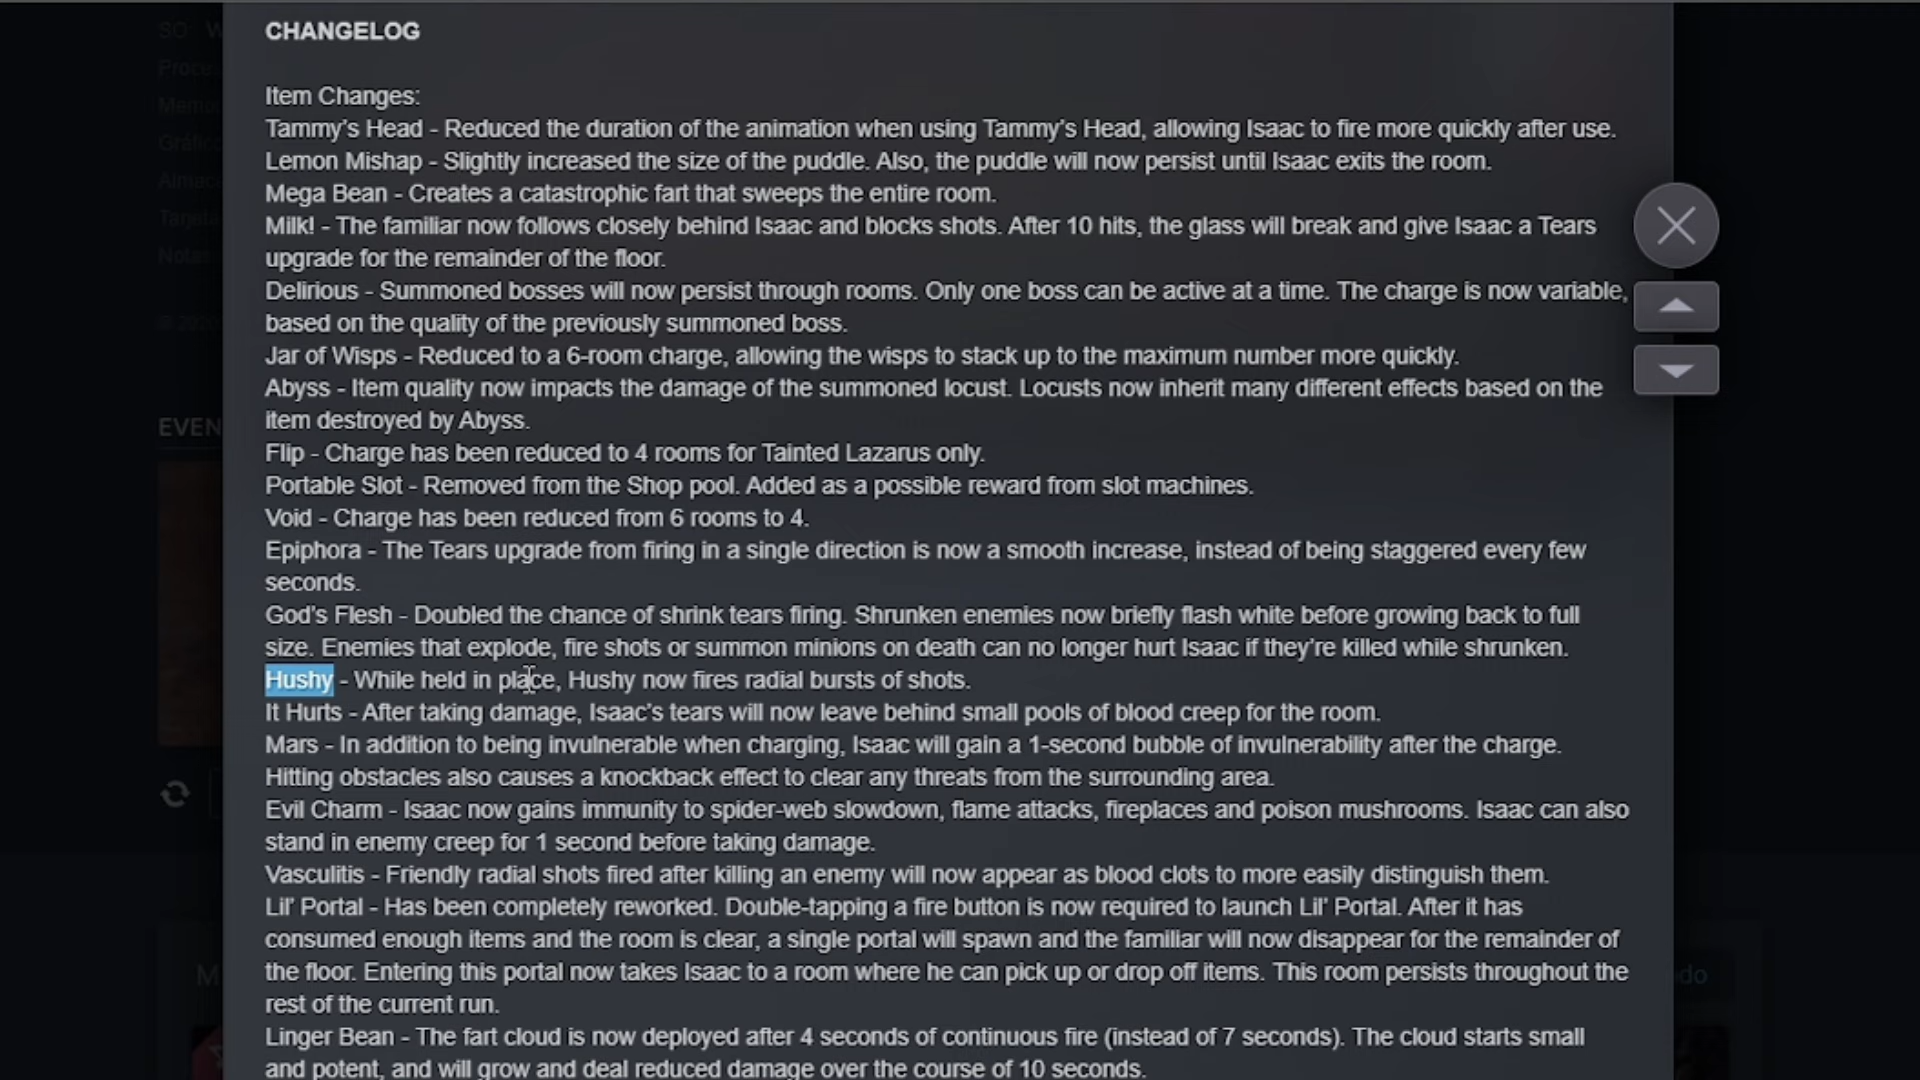 SO: W
Proce
Memo
Gráfic
Almac
Tarjeta
Notas
© 2020
EVEN
M
do
CHANGELOG
Item Changes:
Tammy's Head - Reduced the duration of the animation when using Tammy's Head, allowing Isaac to fire more quickly after use.
Lemon Mishap - Slightly increased the size of the puddle. Also, the puddle will now persist until Isaac exits the room.
Mega Bean - Creates a catastrophic fart that sweeps the entire room.
Milk! - The familiar now follows closely behind Isaac and blocks shots. After 10 hits, the glass will break and give Isaac a Tears
upgrade for the remainder of the floor.
Delirious - Summoned bosses will now persist through rooms. Only one boss can be active at a time. The charge is now variable,
based on the quality of the previously summoned boss.
Jar of Wisps - Reduced to a 6-room charge, allowing the wisps to stack up to the maximum number more quickly.
Abyss - Item quality now impacts the damage of the summoned locust. Locusts now inherit many different effects based on the
item destroyed by Abyss.
Flip - Charge has been reduced to 4 rooms for Tainted Lazarus only.
Portable Slot - Removed from the Shop pool. Added as a possible reward from slot machines.
Void - Charge has been reduced from 6 rooms to 4.
Epiphora - The Tears upgrade from firing in a single direction is now a smooth increase, instead of being staggered every few
seconds.
God's Flesh - Doubled the chance of shrink tears firing. Shrunken enemies now briefly flash white before growing back to full
size. Enemies that explode, fire shots or summon minions on death can no longer hurt Isaac if they're killed while shrunken.
Hushy - While held in place, Hushy now fires radial bursts of shots.
It Hurts - After taking damage, Isaac's tears will now leave behind small pools of blood creep for the room.
Mars - In addition to being invulnerable when charging, Isaac will gain a 1-second bubble of invulnerability after the charge.
Hitting obstacles also causes a knockback effect to clear any threats from the surrounding area.
Evil Charm - Isaac now gains immunity to spider-web slowdown, flame attacks, fireplaces and poison mushrooms. Isaac can also
stand in enemy creep for 1 second before taking damage.
Vasculitis - Friendly radial shots fired after killing an enemy will now appear as blood clots to more easily distinguish them.
Lil' Portal - Has been completely reworked. Double-tapping a fire button is now required to launch Lil' Portal. After it has
consumed enough items and the room is clear, a single portal will spawn and the familiar will now disappear for the remainder of
the floor. Entering this portal now takes Isaac to a room where he can pick up or drop off items. This room persists throughout the
rest of the current run.
Linger Bean - The fart cloud is now deployed after 4 seconds of continuous fire (instead of 7 seconds). The cloud starts small
and potent, and will grow and deal reduced damage over the course of 10 seconds.